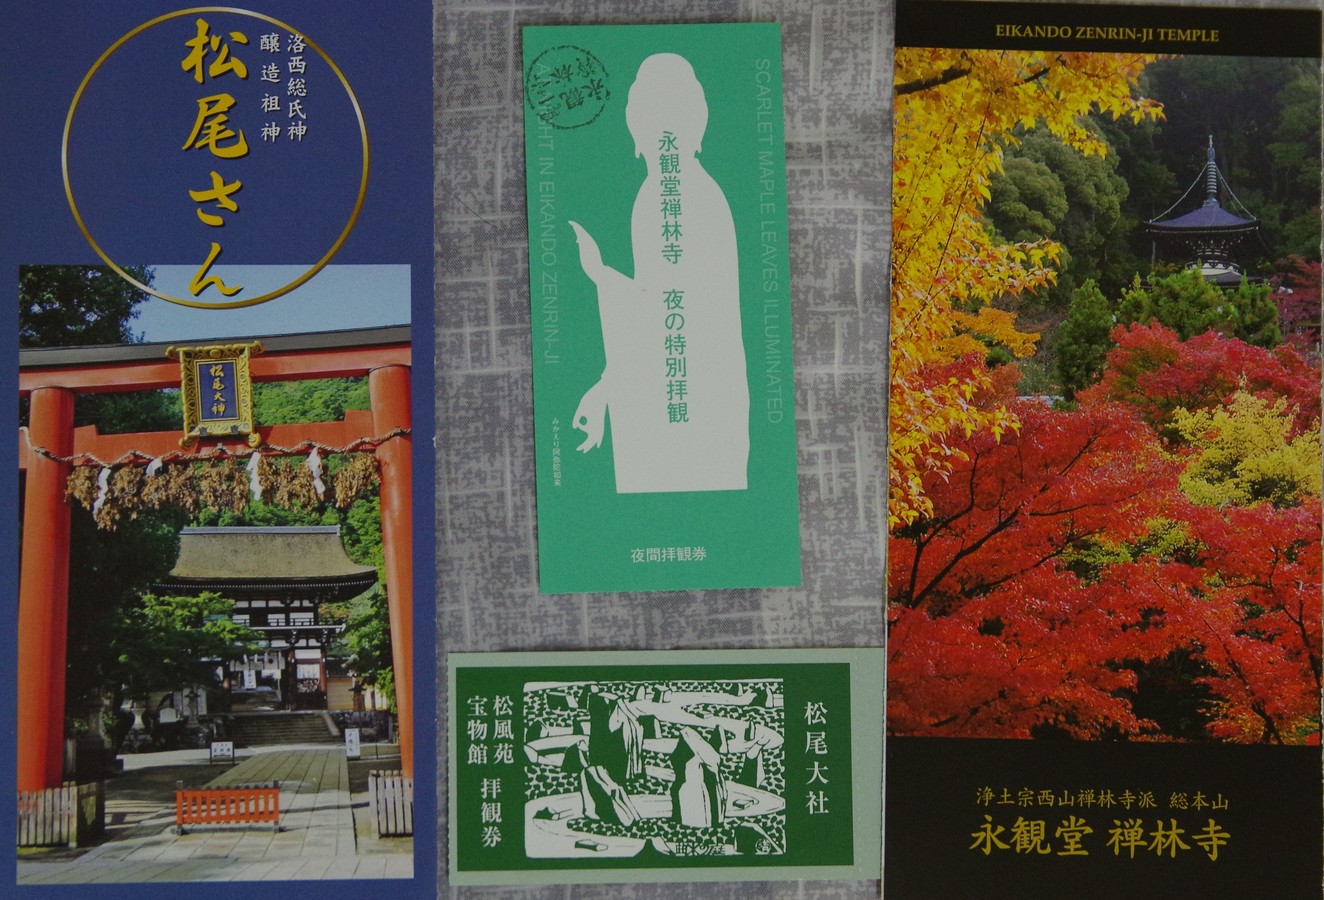 洛西総氏神
醸造祖神
松尾さん
松尾大神
SCARLET MAPLE LEAVES ILLUMINATED
AT NIGHT IN EIKANDO ZENRIN-JI
永観堂禅林寺 夜の特別拝観
みかえり阿弥陀如来
夜間拝観券
松尾大社
松風苑
宝物館 拝観券
曲水の庭
EIKANDO ZENRIN-JI TEMPLE
浄土宗西山禅林寺派 総本山
永観堂 禅林寺